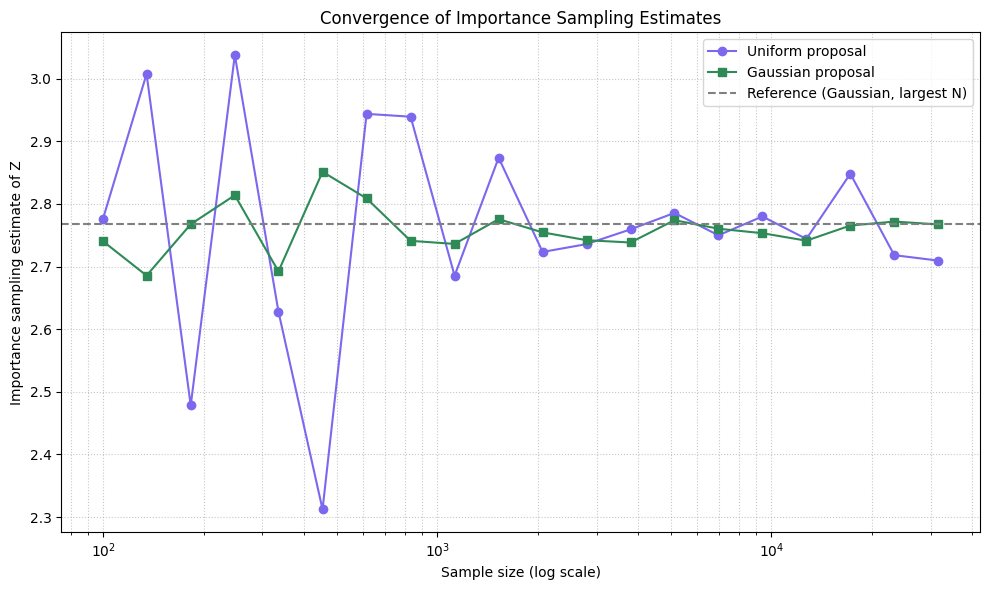 Convergence of Importance Sampling Estimates
Uniform proposal
Gaussian proposal
Reference (Gaussian, largest N)
Importance sampling estimate of Z
3.0
2.9
2.8
2.7
2.6
2.5
2.4
2.3
10²
10³
10⁴
Sample size (log scale)